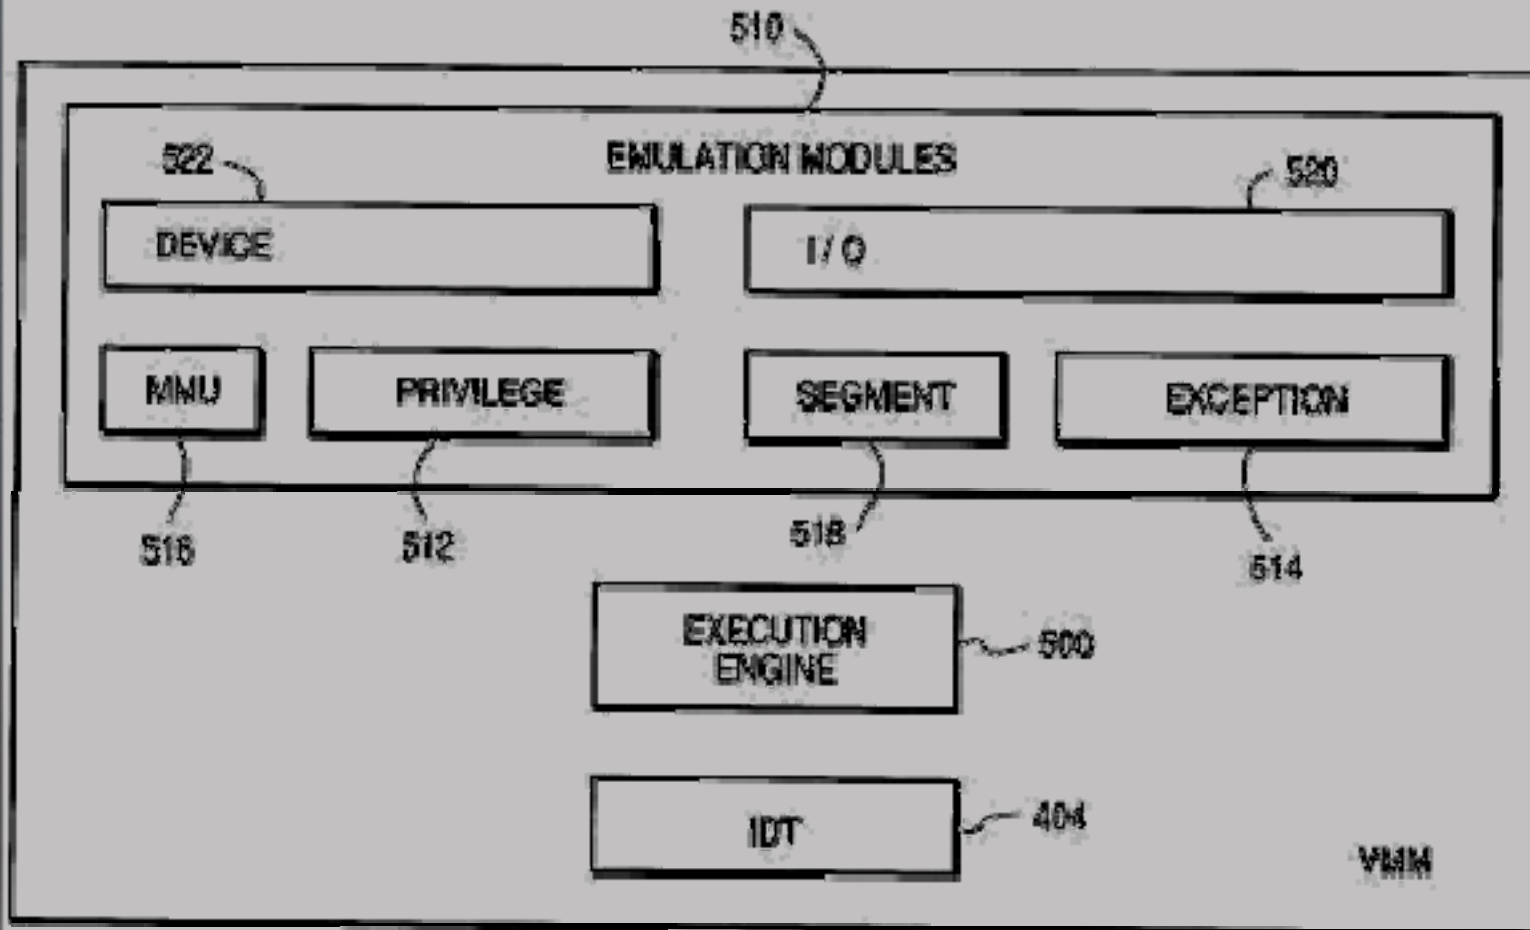 510
EMULATION MODULES
522
520
DEVICE
I/O
MMU
PRIVILEGE
SEGMENT
EXCEPTION
516
512
518
514
EXECUTION
ENGINE
500
IDT
404
VMM